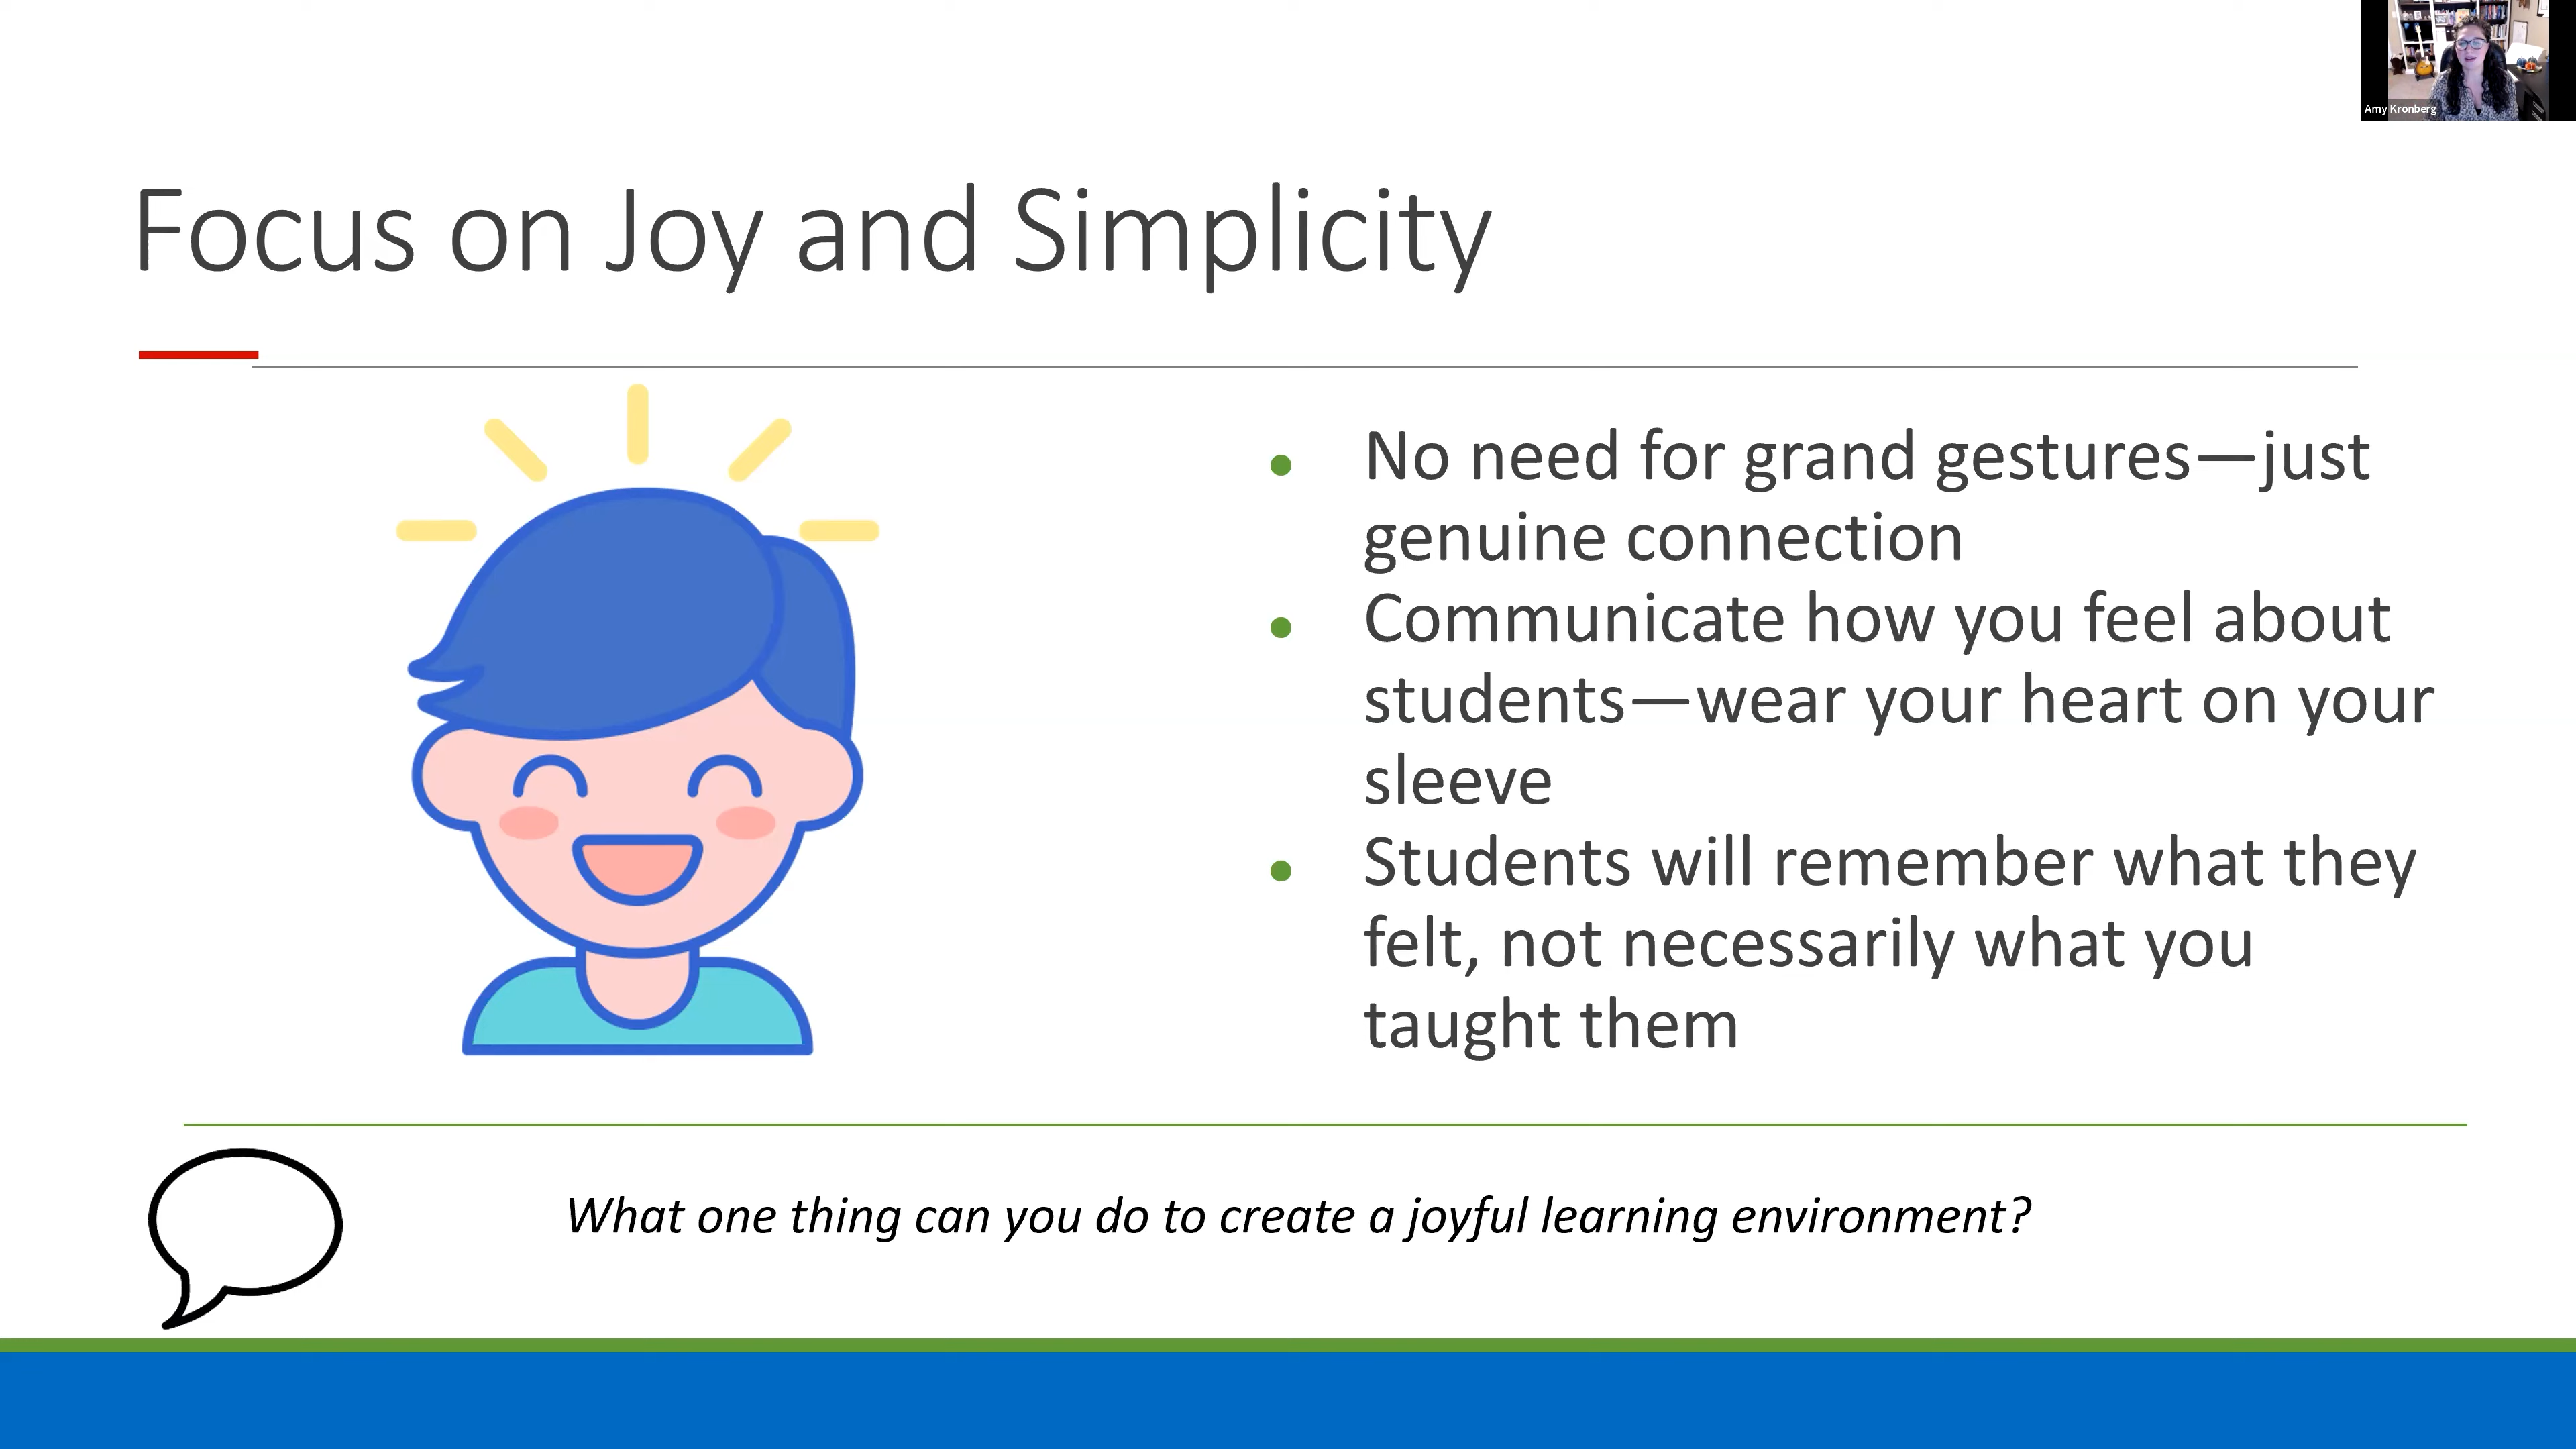 Amy Kronberg
Focus on Joy and Simplicity
No need for grand gestures—just
genuine connection
Communicate how you feel about
students—wear your heart on your
sleeve
Students will remember what they
felt, not necessarily what you
taught them
What one thing can you do to create a joyful learning environment?